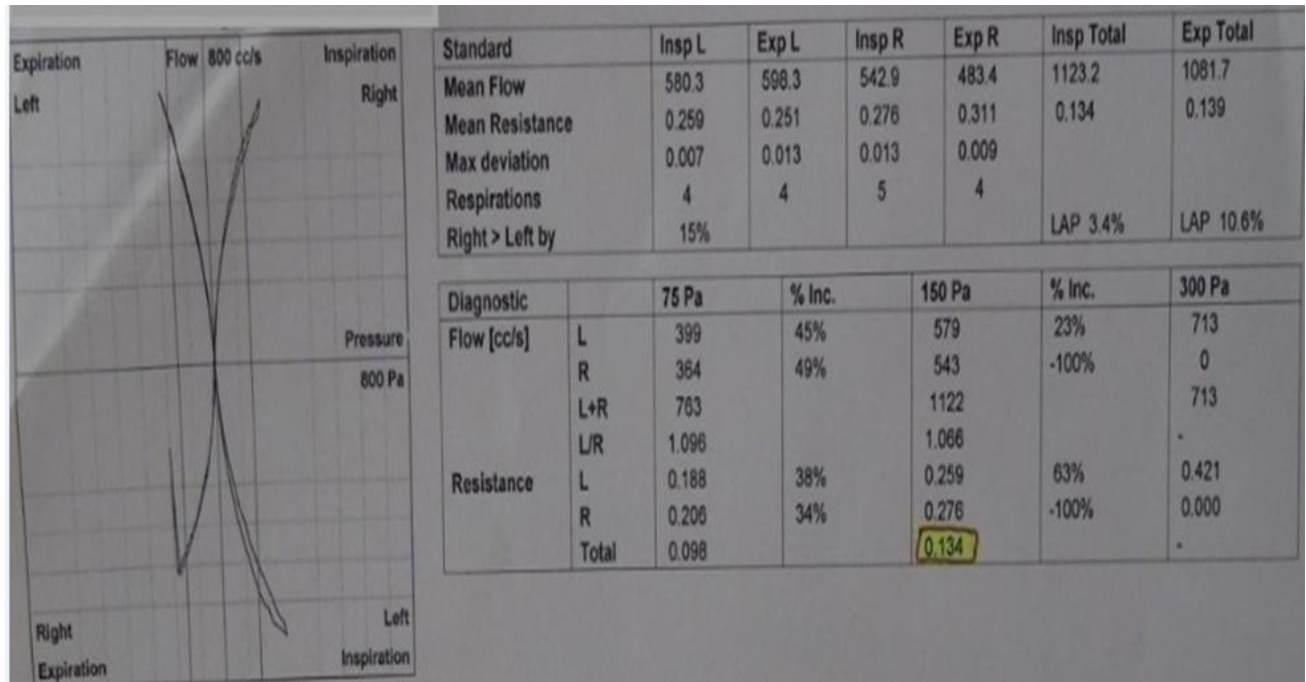 Expiration Flow 800 cc/s Inspiration
Left Right
Pressure
800 Pa
Right Left
Expiration Inspiration
Standard Insp L Exp L Insp R Exp R Insp Total Exp Total
Mean Flow 580.3 598.3 542.9 483.4 1123.2 1081.7
Mean Resistance 0.259 0.251 0.276 0.311 0.134 0.139
Max deviation 0.007 0.013 0.013 0.009
Respirations 4 4 5 4
Right > Left by 15% LAP 3.4% LAP 10.6%
Diagnostic 75 Pa % Inc. 150 Pa % Inc. 300 Pa
Flow [cc/s] L 399 45% 579 23% 713
R 364 49% 543 -100% 0
L+R 763 1122 713
L/R 1.096 1.066 -
Resistance L 0.188 38% 0.259 63% 0.421
R 0.206 34% 0.276 -100% 0.000
Total 0.098 0.134 -